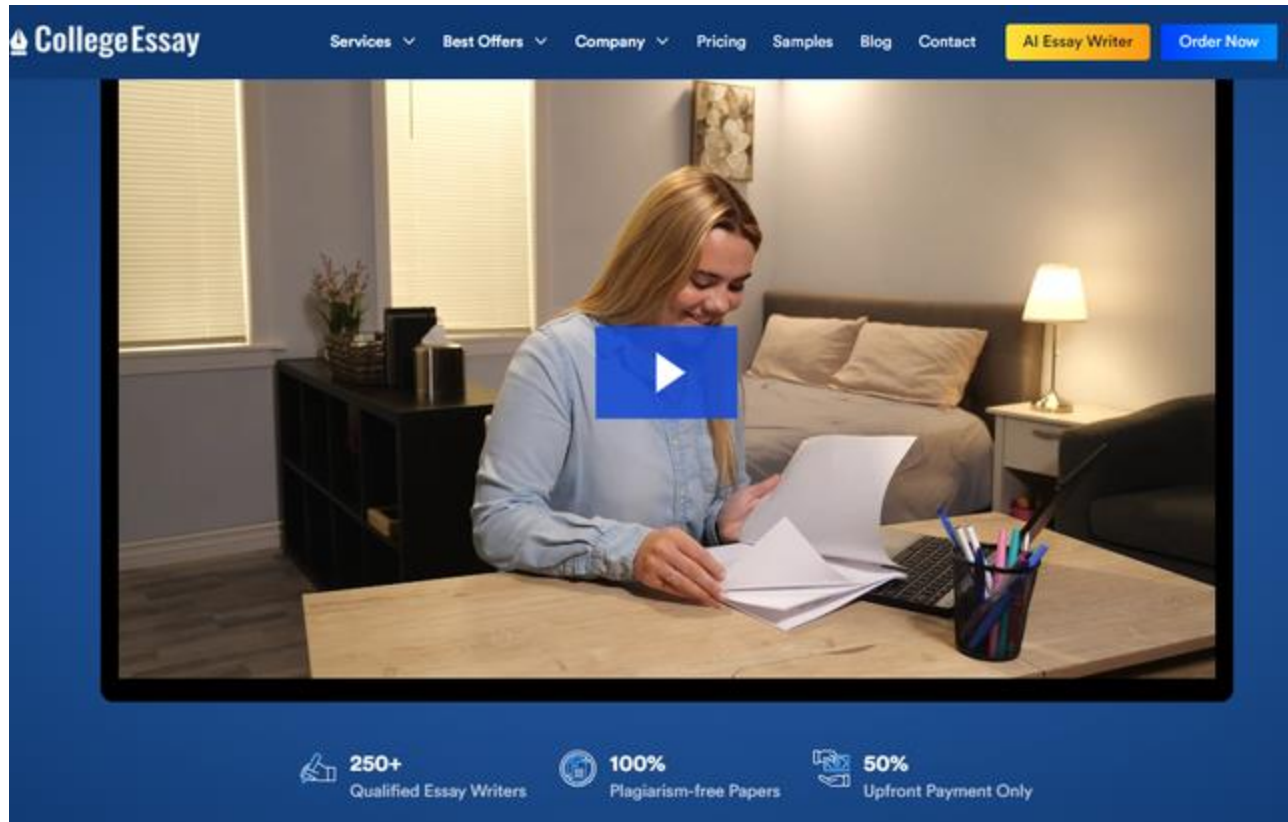 CollegeEssay
Services Best Offers Company Pricing Samples Blog Contact AI Essay Writer Order Now
250+
Qualified Essay Writers
100%
Plagiarism-free Papers
50%
Upfront Payment Only